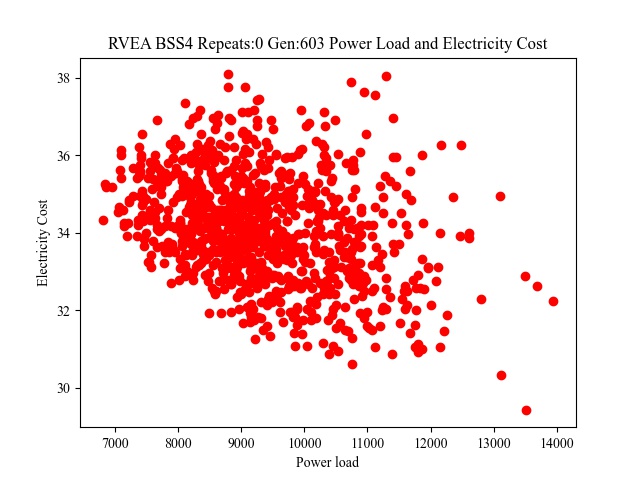 RVEA BSS4 Repeats:0 Gen:603 Power Load and Electricity Cost
38
36
34
32
30
Electricity Cost
7000 8000 9000 10000 11000 12000 13000 14000
Power load